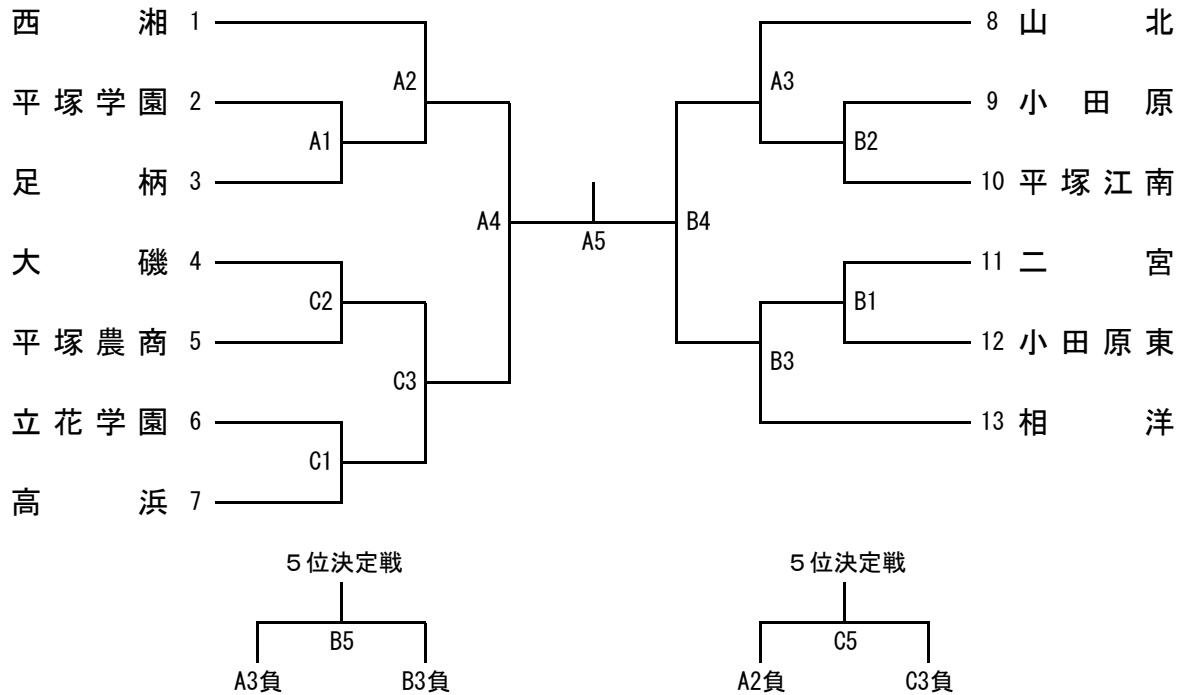 西湘 1
8 山北
A2
A3
平塚学園 2
9 小田原
A1
B2
足柄 3
10 平塚江南
A4
A5
B4
大磯 4
11 二宮
C2
B1
平塚農商 5
12 小田原東
C3
B3
立花学園 6
13 相洋
C1
高浜 7
5位決定戦
5位決定戦
B5
C5
A3負
B3負
A2負
C3負